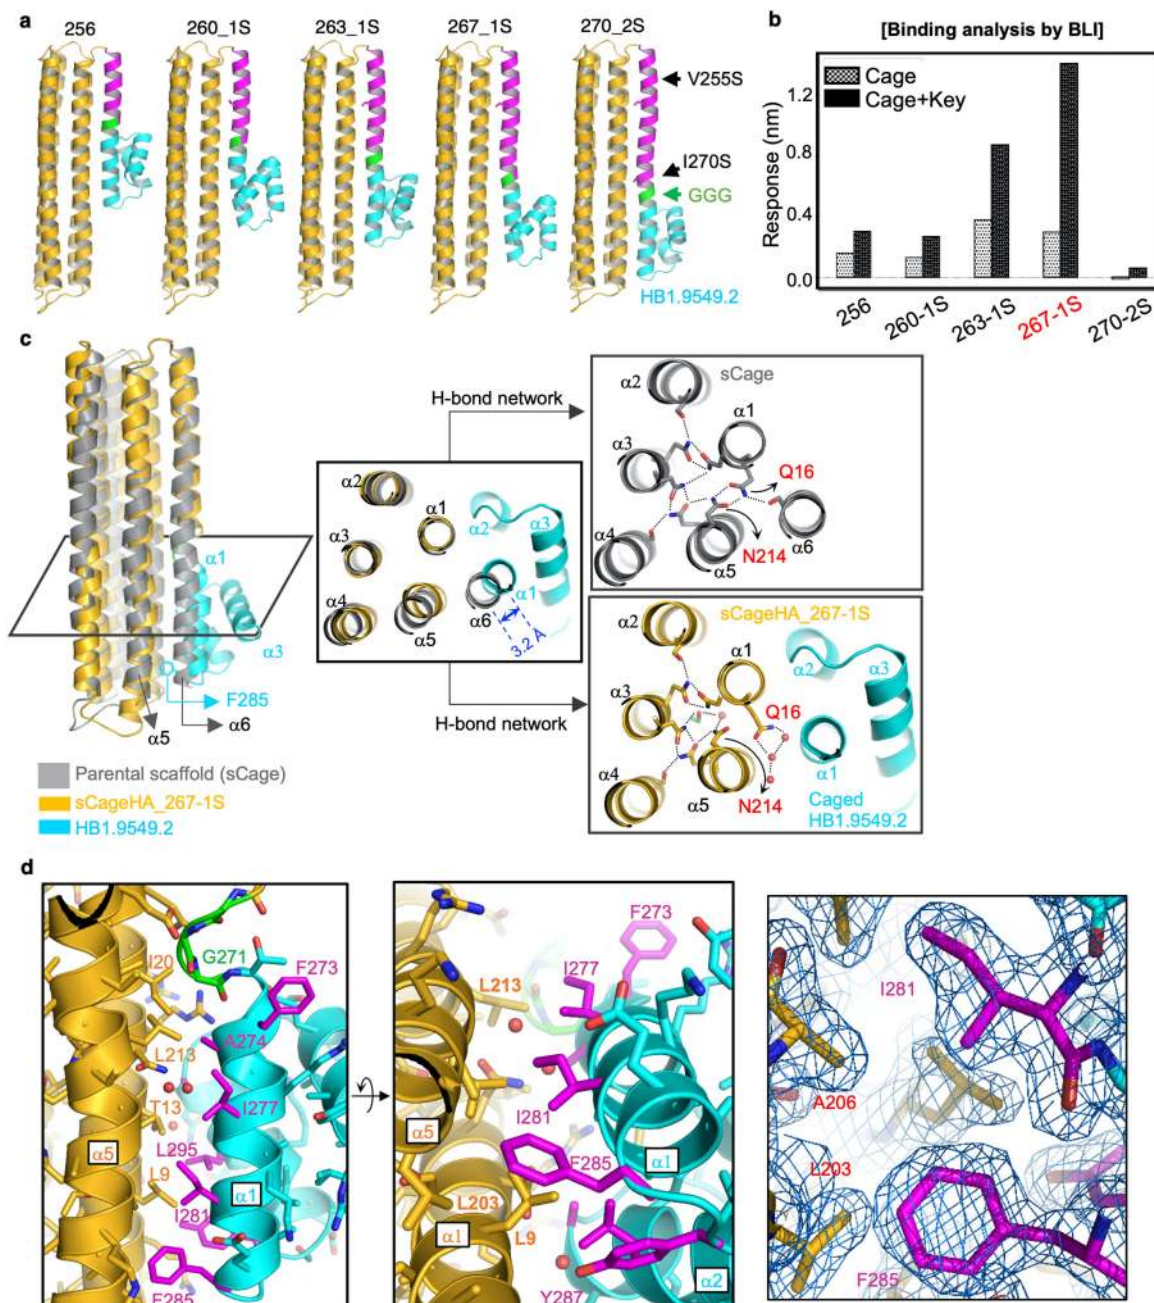 a
256
260_1S
263_1S
267_1S
270_2S
V255S
I270S
GGG
HB1.9549.2
b
[Binding analysis by BLI]
Cage
Cage+Key
Response (nm)
1.2
0.8
0.4
0.0
256
260-1S
263-1S
267-1S
270-2S
c
α1
α3
F285
α5
α6
Parental scaffold (sCage)
sCageHA_267-1S
HB1.9549.2
H-bond network
H-bond network
α2
α1
α3
α4
α5
α6
α2
α3
α1
3.2 Å
sCage
α2
α1
α3
Q16
α4
α5
α6
N214
sCageHA_267-1S
α2
α1
α3
Q16
α4
α5
N214
α2
α3
α1
Caged
HB1.9549.2
d
G271
I20
F273
A274
L213
T13
I277
α5
L295
L9
α1
I281
F285
F273
I277
L213
I281
α5
F285
α1
L203
α1
L9
α2
Y287
I281
A206
L203
F285